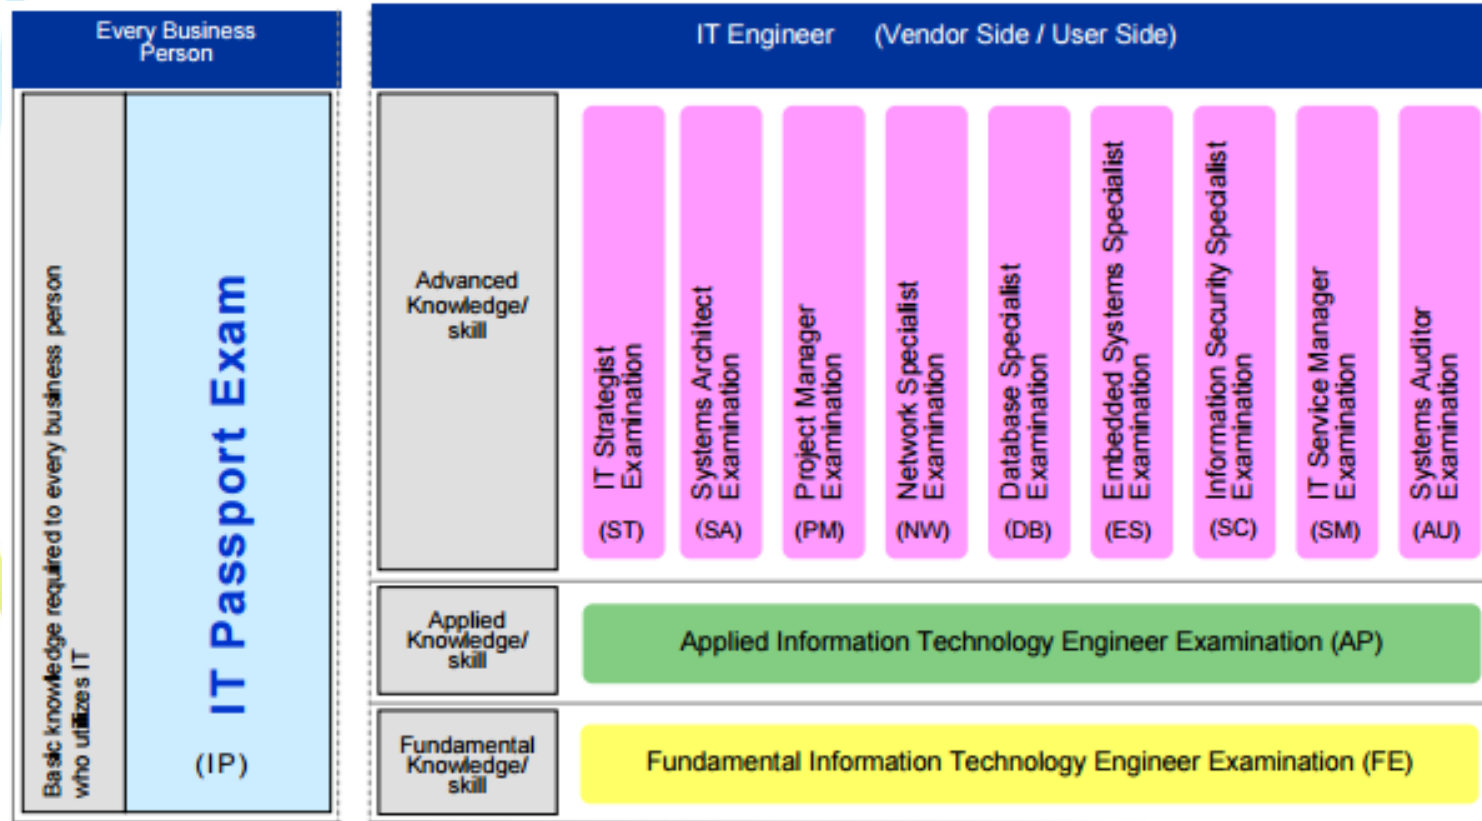 Every Business
Person
Basic knowledge required to every business person
who utilizes IT
IT Passport Exam
(IP)
IT Engineer (Vendor Side / User Side)
Advanced
Knowledge/
skill
IT Strategist
Examination
(ST)
Systems Architect
Examination
(SA)
Project Manager
Examination
(PM)
Network Specialist
Examination
(NW)
Database Specialist
Examination
(DB)
Embedded Systems Specialist
Examination
(ES)
Information Security Specialist
Examination
(SC)
IT Service Manager
Examination
(SM)
Systems Auditor
Examination
(AU)
Applied
Knowledge/
skill
Applied Information Technology Engineer Examination (AP)
Fundamental
Knowledge/
skill
Fundamental Information Technology Engineer Examination (FE)